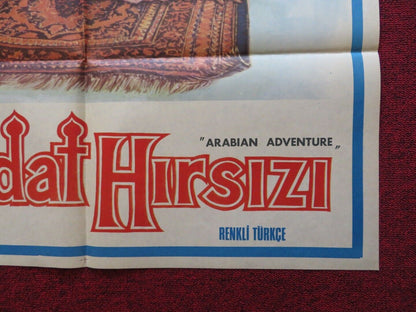 "ARABIAN ADVENTURE„
dat Hırsızı
RENKLİ TÜRKÇE